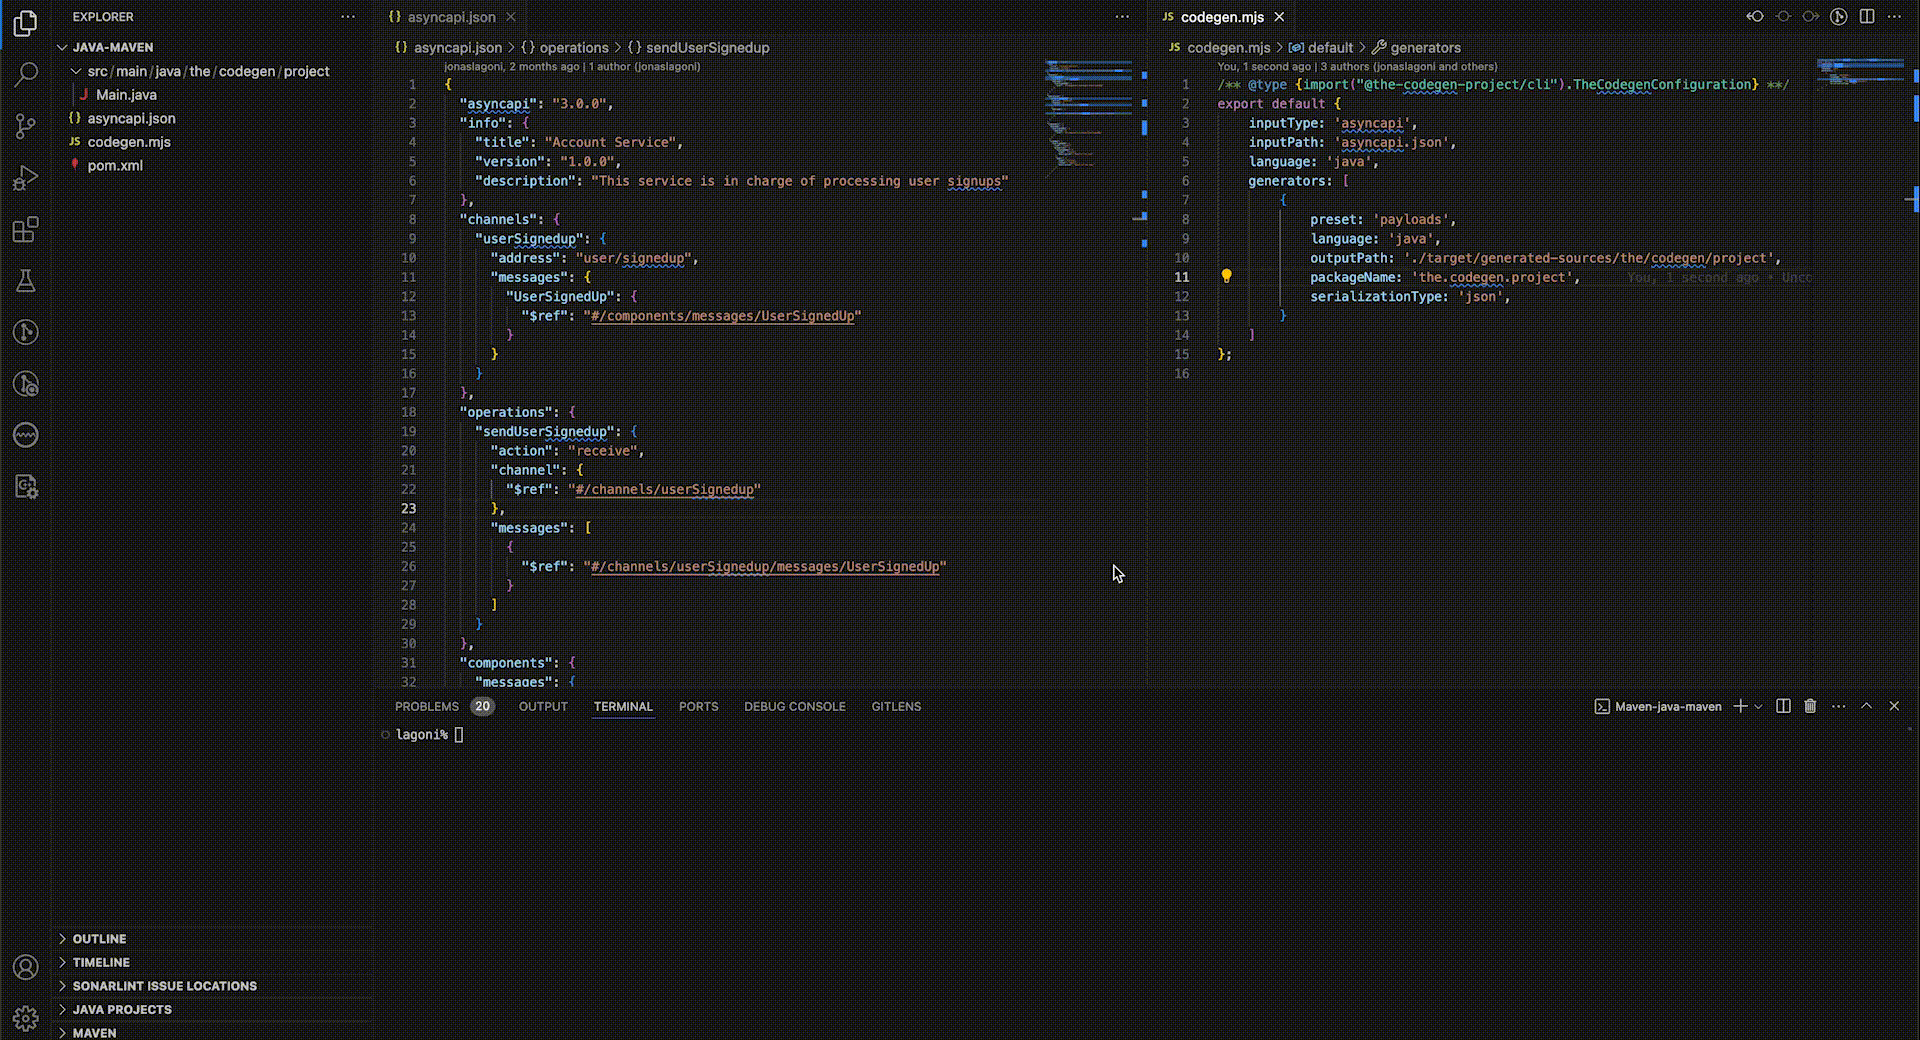 EXPLORER
JAVA-MAVEN
src/main/java/the/codegen/project
J Main.java
{} asyncapi.json
JS codegen.mjs
pom.xml
OUTLINE
TIMELINE
SONARLINT ISSUE LOCATIONS
JAVA PROJECTS
MAVEN
{} asyncapi.json
{} asyncapi.json > {} operations > {} sendUserSignedup
jonaslagoni, 2 months ago | 1 author (jonaslagoni)
1 {
2 "asyncapi": "3.0.0",
3 "info": {
4 "title": "Account Service",
5 "version": "1.0.0",
6 "description": "This service is in charge of processing user signups"
7 },
8 "channels": {
9 "userSignedup": {
10 "address": "user/signedup",
11 "messages": {
12 "UserSignedUp": {
13 "$ref": "#/components/messages/UserSignedUp"
14 }
15 }
16 }
17 },
18 "operations": {
19 "sendUserSignedup": {
20 "action": "receive",
21 "channel": {
22 "$ref": "#/channels/userSignedup"
23 },
24 "messages": [
25 {
26 "$ref": "#/channels/userSignedup/messages/UserSignedUp"
27 }
28 ]
29 }
30 },
31 "components": {
32 "messages": {
JS codegen.mjs
JS codegen.mjs > default > generators
You, 1 second ago | 3 authors (jonaslagoni and others)
1 /** @type {import("@the-codegen-project/cli").TheCodegenConfiguration} **/
2 export default {
3 inputType: 'asyncapi',
4 inputPath: 'asyncapi.json',
5 language: 'java',
6 generators: [
7 {
8 preset: 'payloads',
9 language: 'java',
10 outputPath: './target/generated-sources/the/codegen/project',
11 packageName: 'the.codegen.project', You, 1 second ago • Unco
12 serializationType: 'json',
13 }
14 ]
15 };
16
PROBLEMS 20 OUTPUT TERMINAL PORTS DEBUG CONSOLE GITLENS
Maven-java-maven
lagoni%